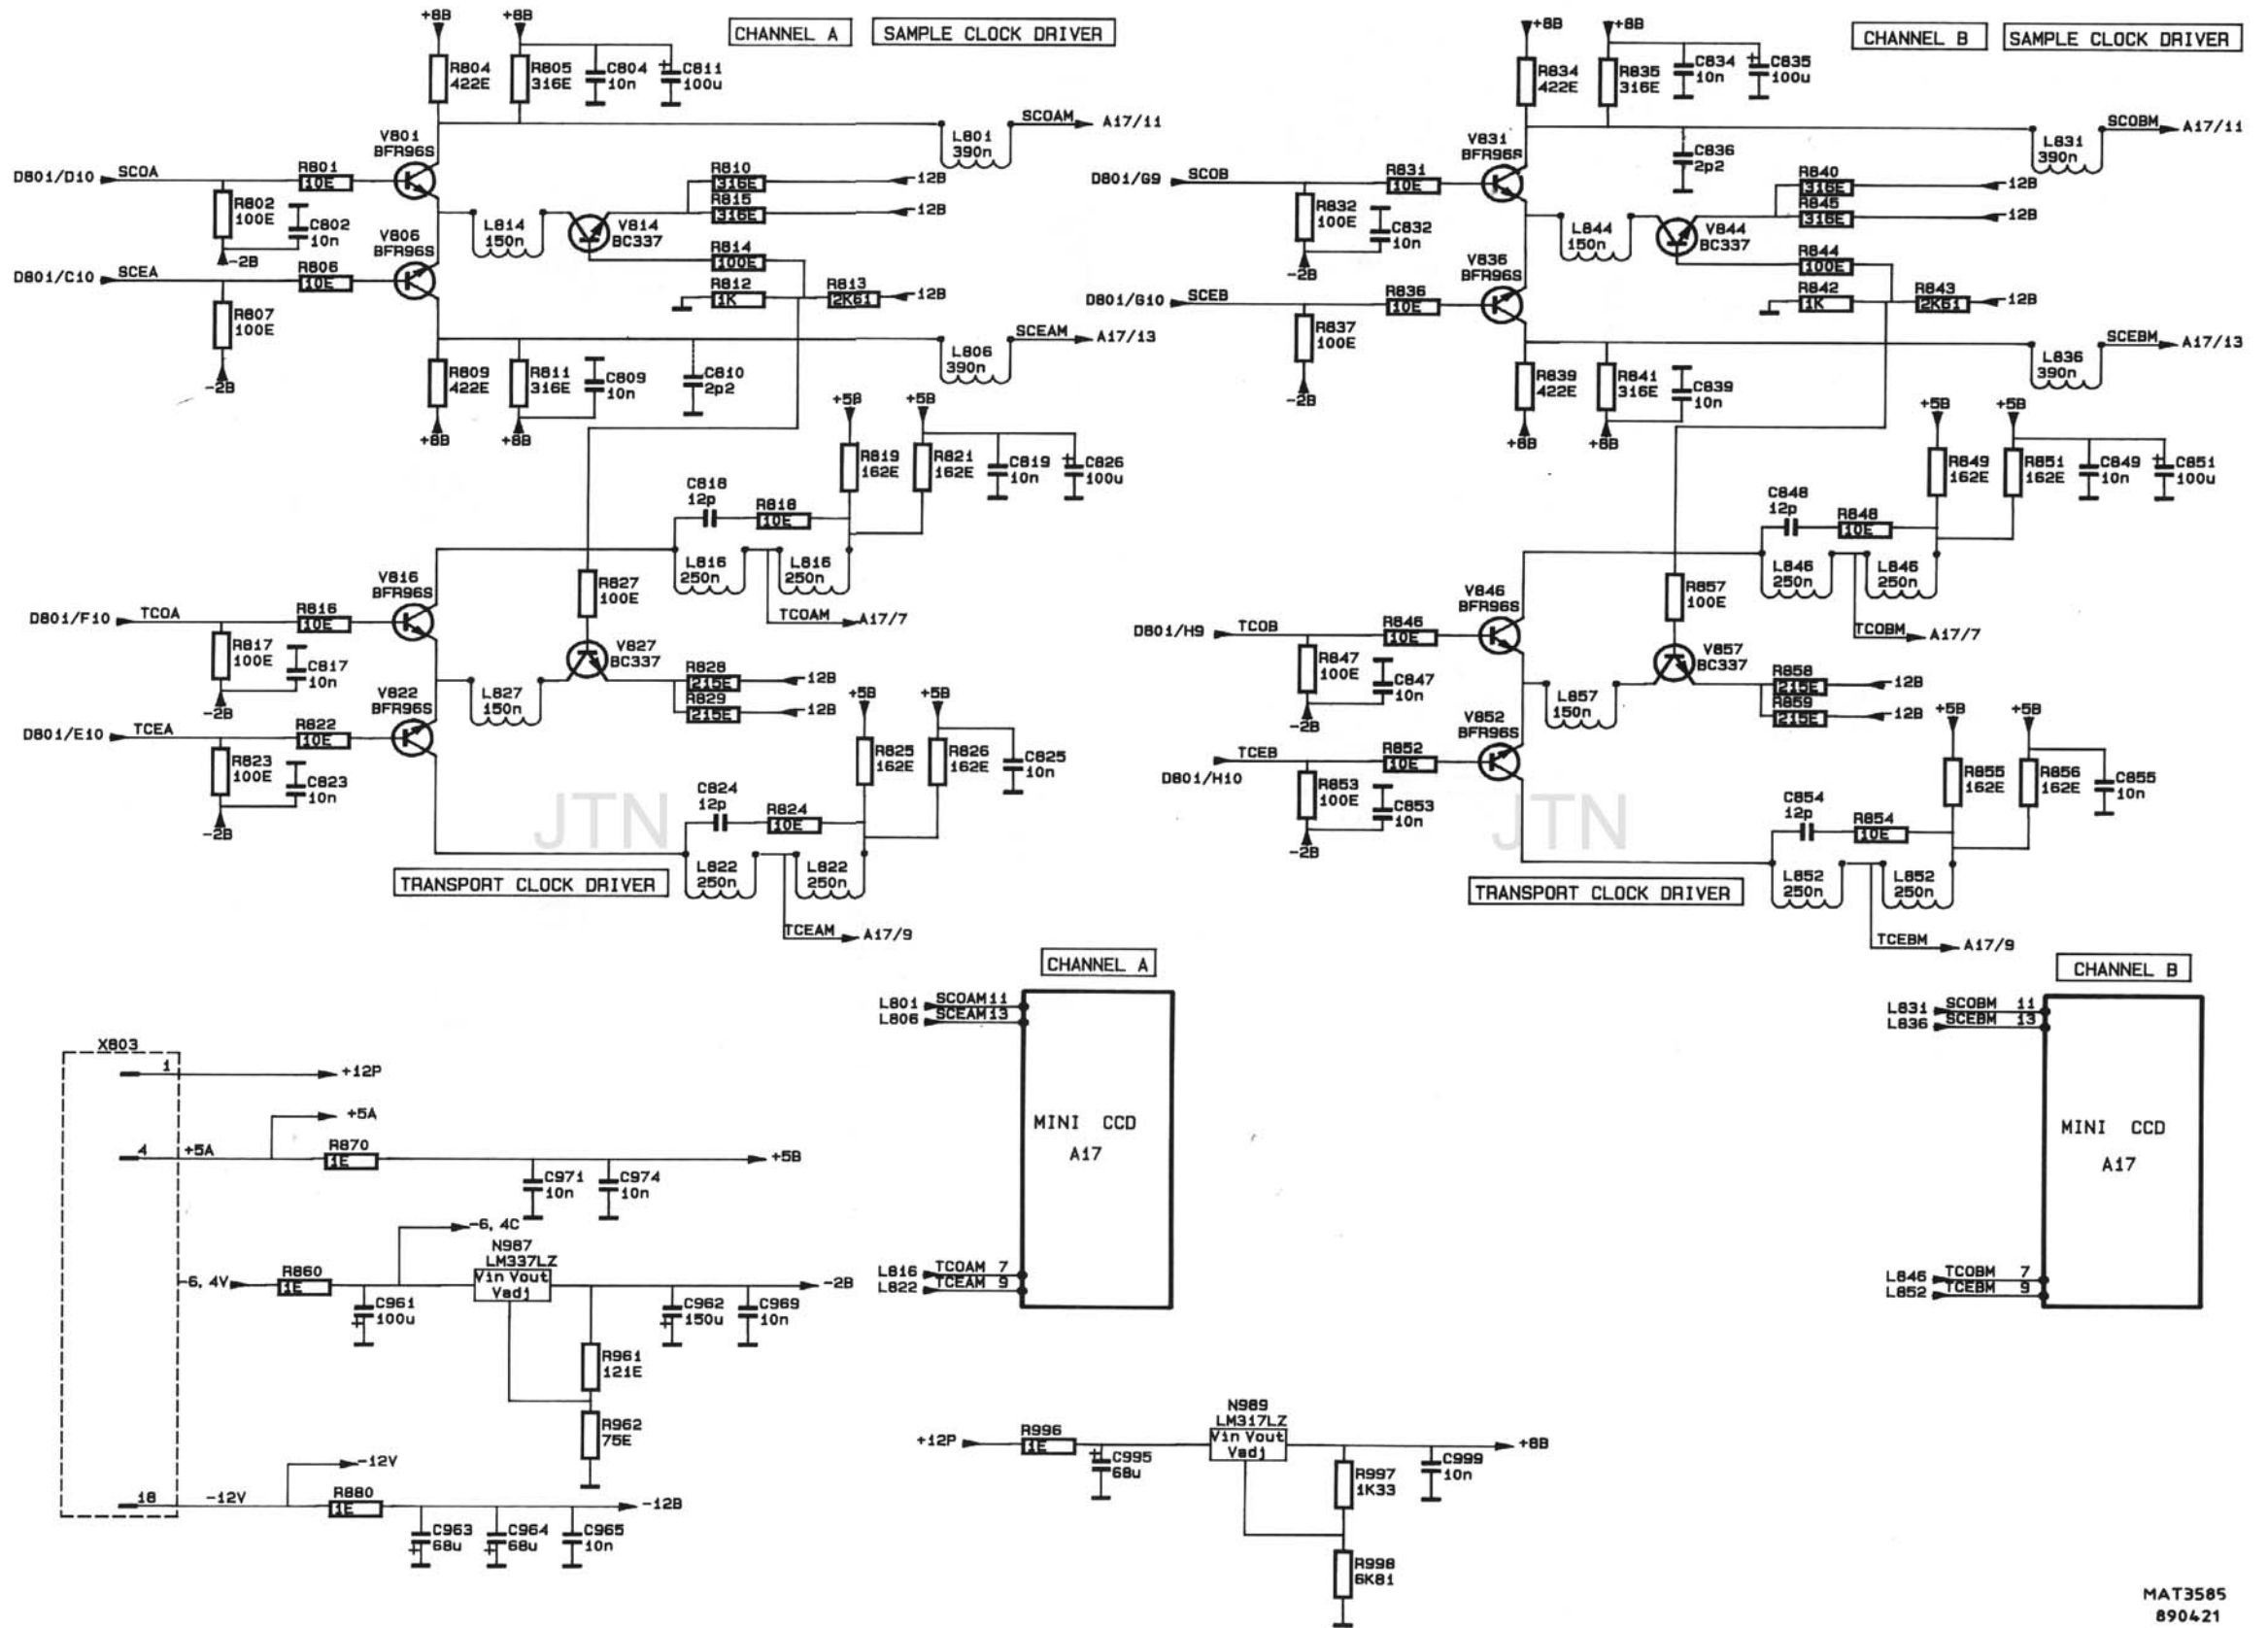 CHANNEL A SAMPLE CLOCK DRIVER
+8B
+8B
R804
422E
R805
316E
C804
10n
C811
100u
V801
BFR96S
D801/D10 SCOA
R801
10E
R802
100E
C802
10n
-2B
V806
BFR96S
D801/C10 SCEA
R806
10E
R807
100E
-2B
L801
390n
SCOAM A17/11
L814
150n
V814
BC337
R810
316E
-12B
R815
316E
-12B
R814
100E
R812
1K
R813
2K61
-12B
L806
390n
SCEAM A17/13
R809
422E
R811
316E
C809
10n
C810
2p2
+8B
+8B
+5B
+5B
R819
162E
R821
162E
C819
10n
C826
100u
C818
12p
R818
10E
L816
250n
L816
250n
TCOAM A17/7
V816
BFR96S
D801/F10 TCOA
R816
10E
R817
100E
C817
10n
-2B
R827
100E
V827
BC337
L827
150n
R828
215E
-12B
R829
215E
-12B
V822
BFR96S
D801/E10 TCEA
R822
10E
R823
100E
C823
10n
-2B
+5B
+5B
R825
162E
R826
162E
C825
10n
C824
12p
R824
10E
L822
250n
L822
250n
TCEAM A17/9
JTN
TRANSPORT CLOCK DRIVER
CHANNEL B SAMPLE CLOCK DRIVER
+8B
+8B
R834
422E
R835
316E
C834
10n
C835
100u
V831
BFR96S
C836
2p2
L831
390n
SCOBM A17/11
D801/G9 SCOB
R831
10E
R832
100E
C832
10n
-2B
L844
150n
V844
BC337
R840
316E
-12B
R845
316E
-12B
R844
100E
R842
1K
R843
2K61
-12B
V836
BFR96S
D801/G10 SCEB
R836
10E
R837
100E
-2B
L836
390n
SCEBM A17/13
R839
422E
R841
316E
C839
10n
+8B
+8B
+5B
+5B
R849
162E
R851
162E
C849
10n
C851
100u
C848
12p
R848
10E
L846
250n
L846
250n
TCOBM A17/7
V846
BFR96S
D801/H9 TCOB
R846
10E
R847
100E
C847
10n
-2B
R857
100E
V857
BC337
L857
150n
R858
215E
-12B
R859
215E
-12B
V852
BFR96S
TCEB
D801/H10
R852
10E
R853
100E
C853
10n
-2B
+5B
+5B
R855
162E
R856
162E
C855
10n
C854
12p
R854
10E
L852
250n
L852
250n
TCEBM A17/9
JTN
TRANSPORT CLOCK DRIVER
CHANNEL A
L801 SCOAM 11
L806 SCEAM 13
MINI CCD
A17
L816 TCOAM 7
L822 TCEAM 9
CHANNEL B
L831 SCOBM 11
L836 SCEBM 13
MINI CCD
A17
L846 TCOBM 7
L852 TCEBM 9
X803
1 +12P
+5A
4 +5A
R870
1E
+5B
C971
10n
C974
10n
-6,4C
-6,4V
R860
1E
C961
100u
N987
LM337LZ
Vin Vout
Vadj
-2B
C962
150u
C969
10n
R961
121E
R962
75E
-12V
18 -12V
R880
1E
-12B
C963
68u
C964
68u
C965
10n
+12P
R996
1E
C995
68u
N989
LM317LZ
Vin Vout
Vadj
+8B
R997
1K33
C999
10n
R998
6K81
MAT3585
890421